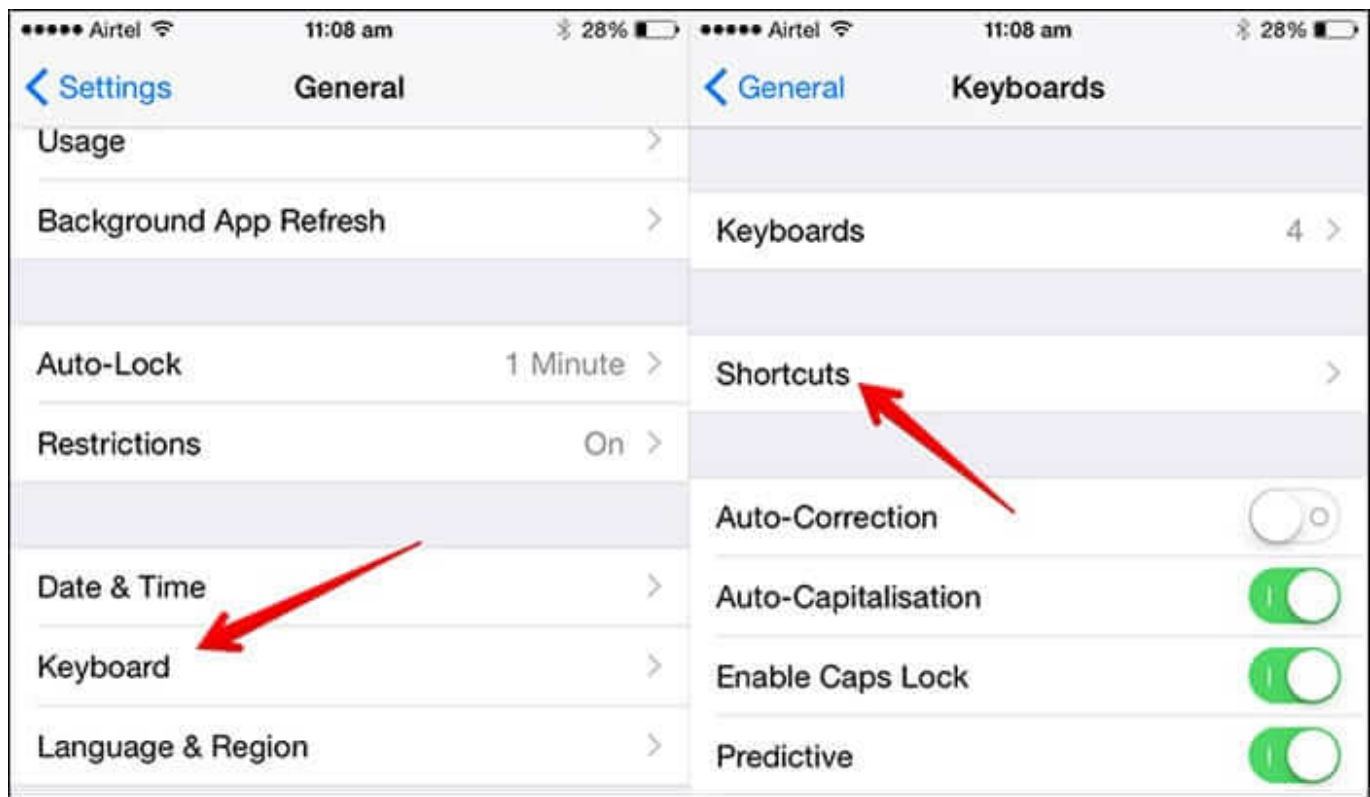 Airtel 11:08 am 28%
Settings General
Usage
Background App Refresh
Auto-Lock 1 Minute
Restrictions On
Date & Time
Keyboard
Language & Region
Airtel 11:08 am 28%
General Keyboards
Keyboards 4
Shortcuts
Auto-Correction
Auto-Capitalisation
Enable Caps Lock
Predictive